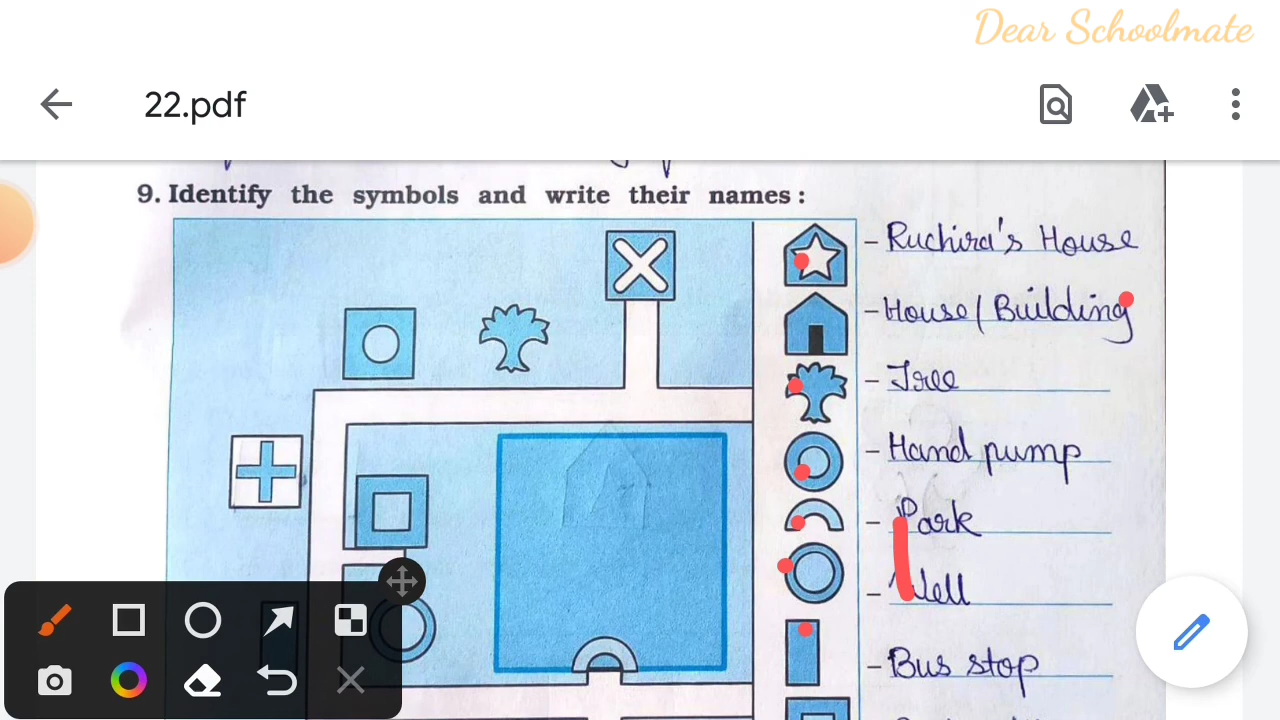 Dear Schoolmate
22.pdf
9. Identify the symbols and write their names :
– Ruchira's House
– House/Building
– Tree
– Hand pump
– Park
– Well
– Bus stop